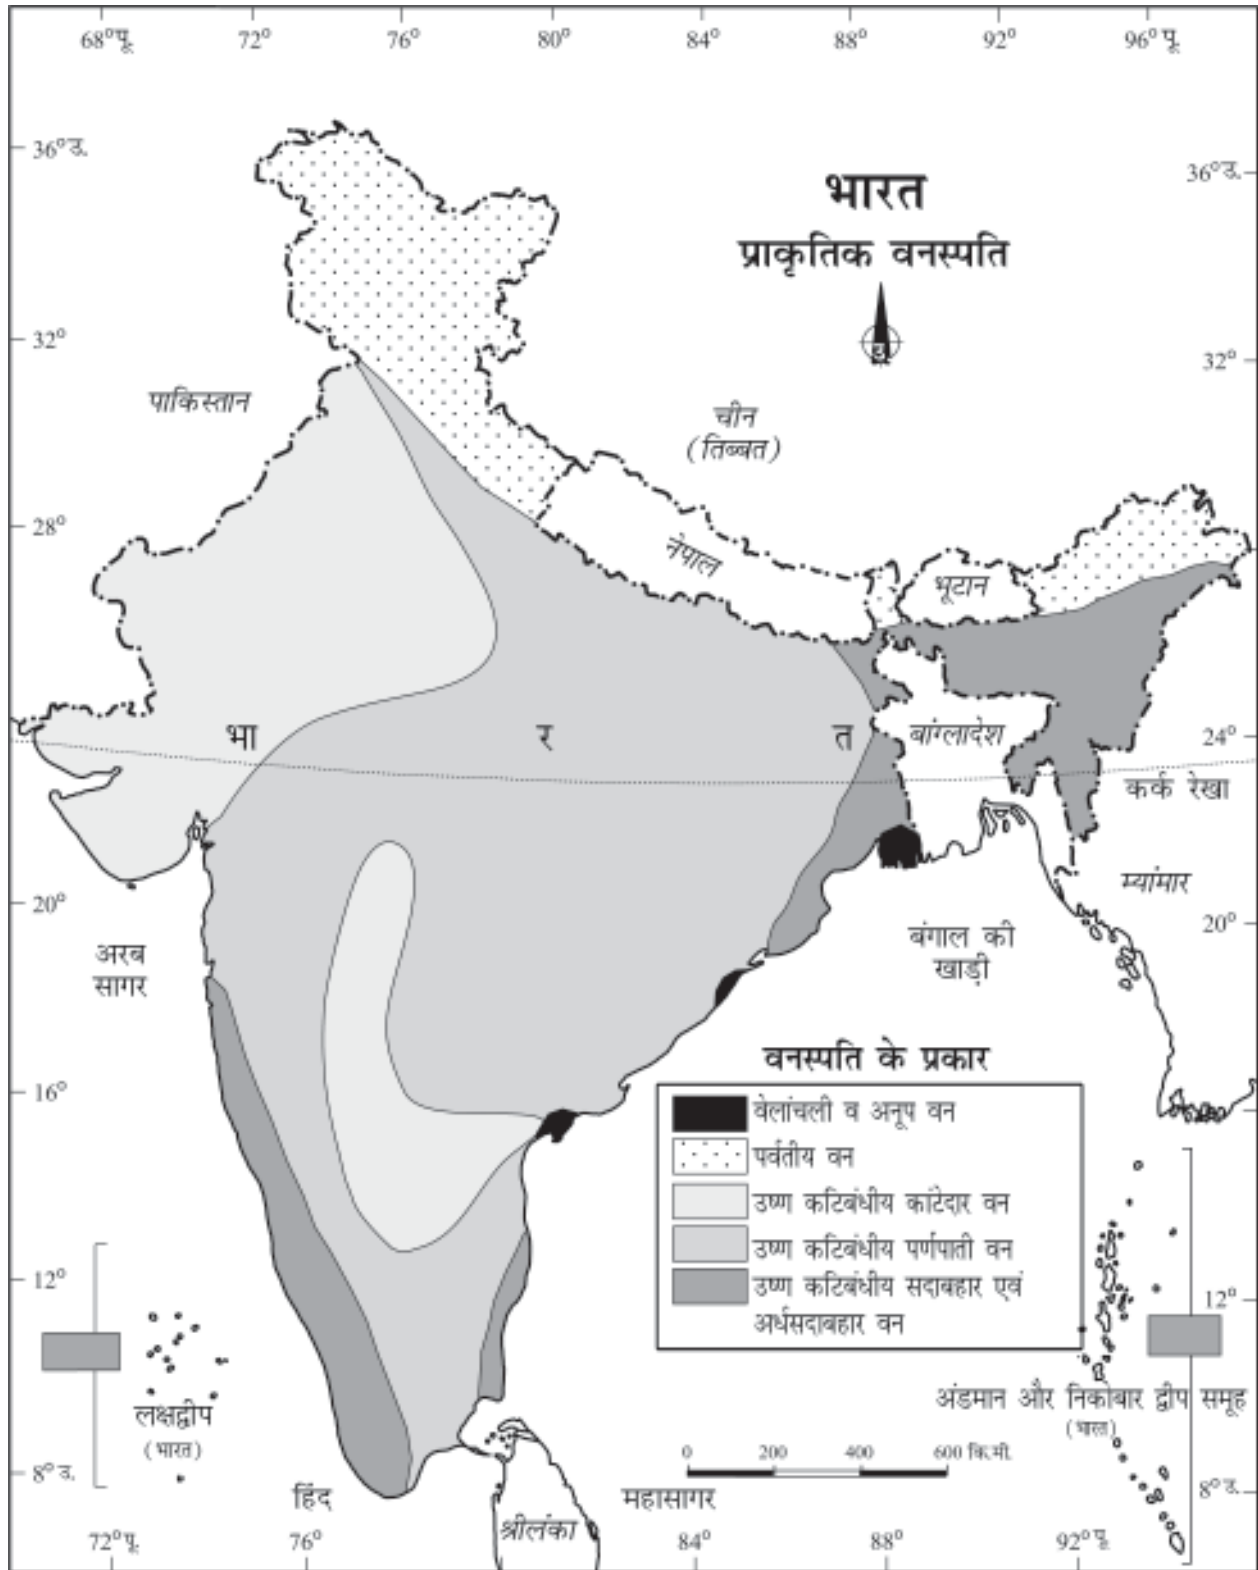 68°पू.
72°
76°
80°
84°
88°
92°
96°पू.
36°उ.
36°उ.
भारत
प्राकृतिक वनस्पति
उ
32°
32°
पाकिस्तान
चीन
(तिब्बत)
28°
नेपाल
भूटान
भा
र
त
बांग्लादेश
24°
कर्क रेखा
म्यांमार
20°
20°
अरब
सागर
बंगाल की
खाड़ी
वनस्पति के प्रकार
वेलांचली व अनूप वन
पर्वतीय वन
उष्ण कटिबंधीय कांटेदार वन
उष्ण कटिबंधीय पर्णपाती वन
उष्ण कटिबंधीय सदाबहार एवं
अर्धसदाबहार वन
16°
12°
12°
लक्षद्वीप
(भारत)
अंडमान और निकोबार द्वीप समूह
(भारत)
0 200 400 600 कि.मी.
8°उ.
8°उ.
हिंद
महासागर
श्रीलंका
72°पू.
76°
84°
88°
92°पू.